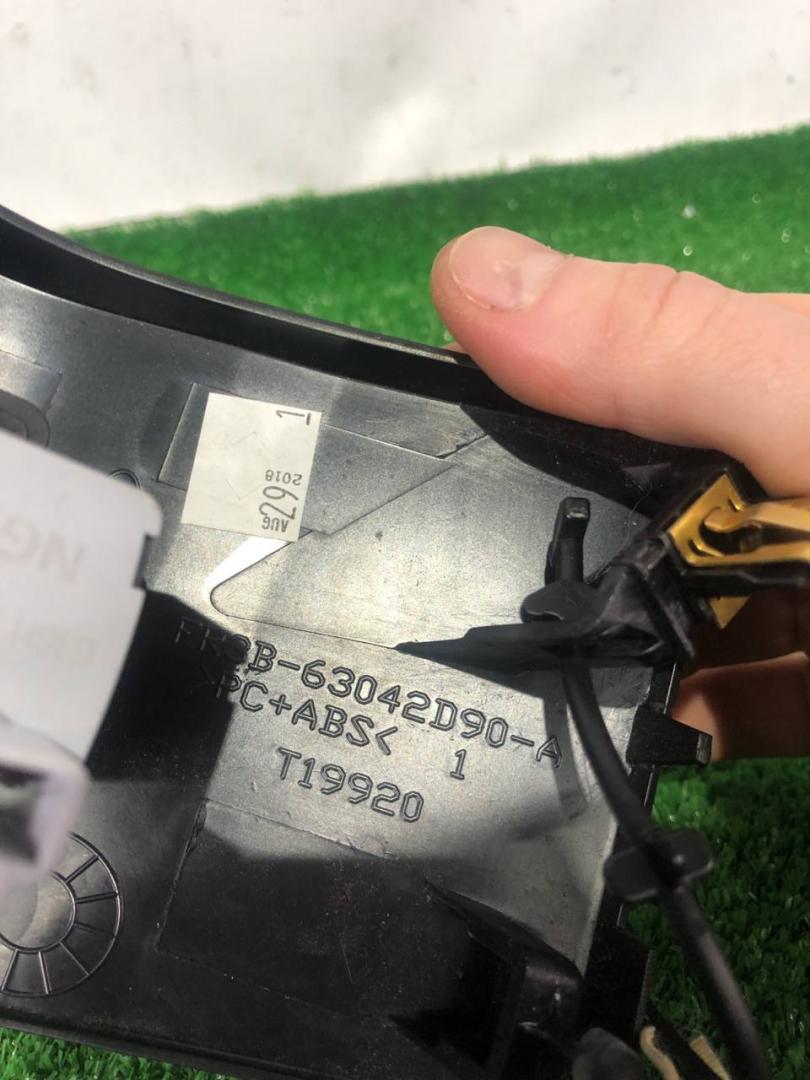 1
AUG 29 2018
FR3B-63042D90-A
>PC+ABS< 1
T19920